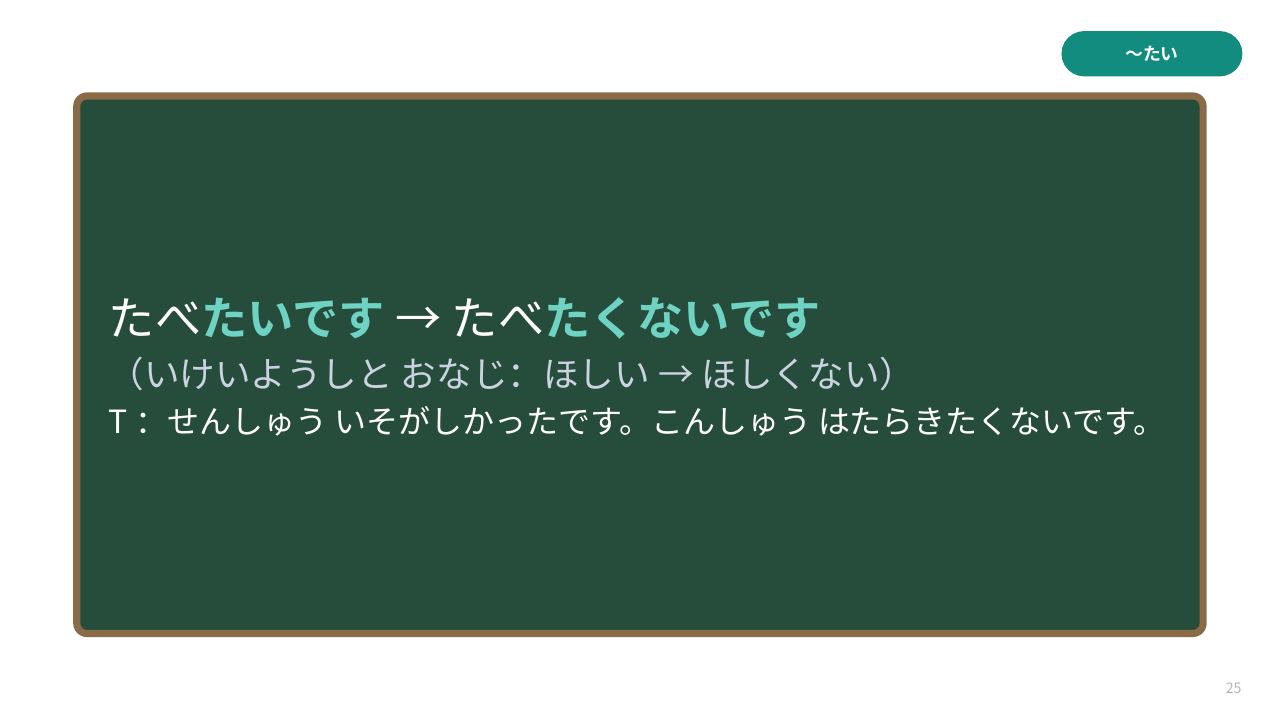 ～たい
たべたいです → たべたくないです
（いけいようしと おなじ： ほしい → ほしくない）
T： せんしゅう いそがしかったです。こんしゅう はたらきたくないです。
25